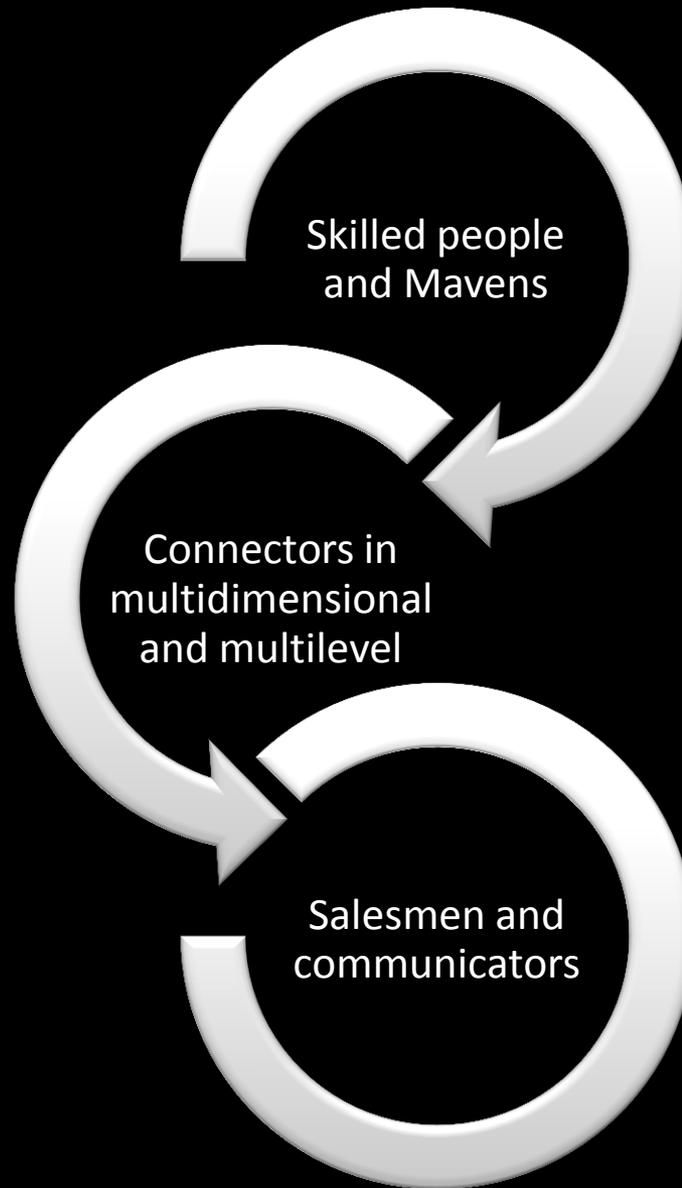 Skilled people
and Mavens
Connectors in
multidimensional
and multilevel
Salesmen and
communicators